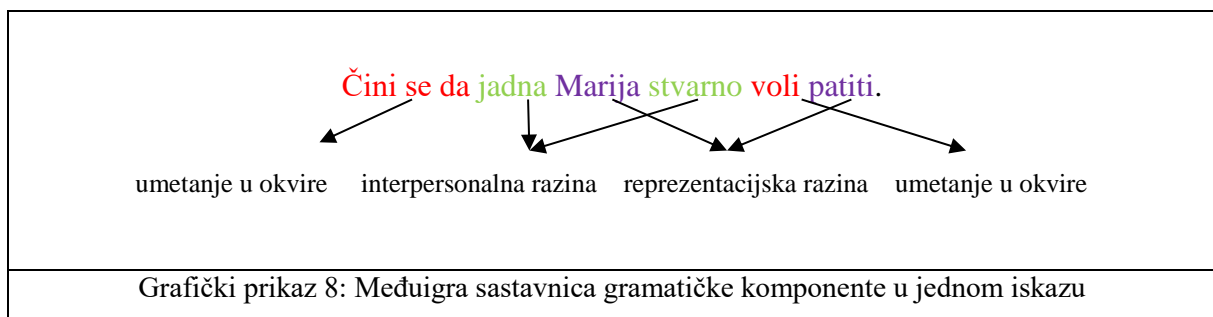 Čini se da jadna Marija stvarno voli patiti.
umetanje u okvire interpersonalna razina reprezentacijska razina umetanje u okvire
Grafički prikaz 8: Međuigra sastavnica gramatičke komponente u jednom iskazu